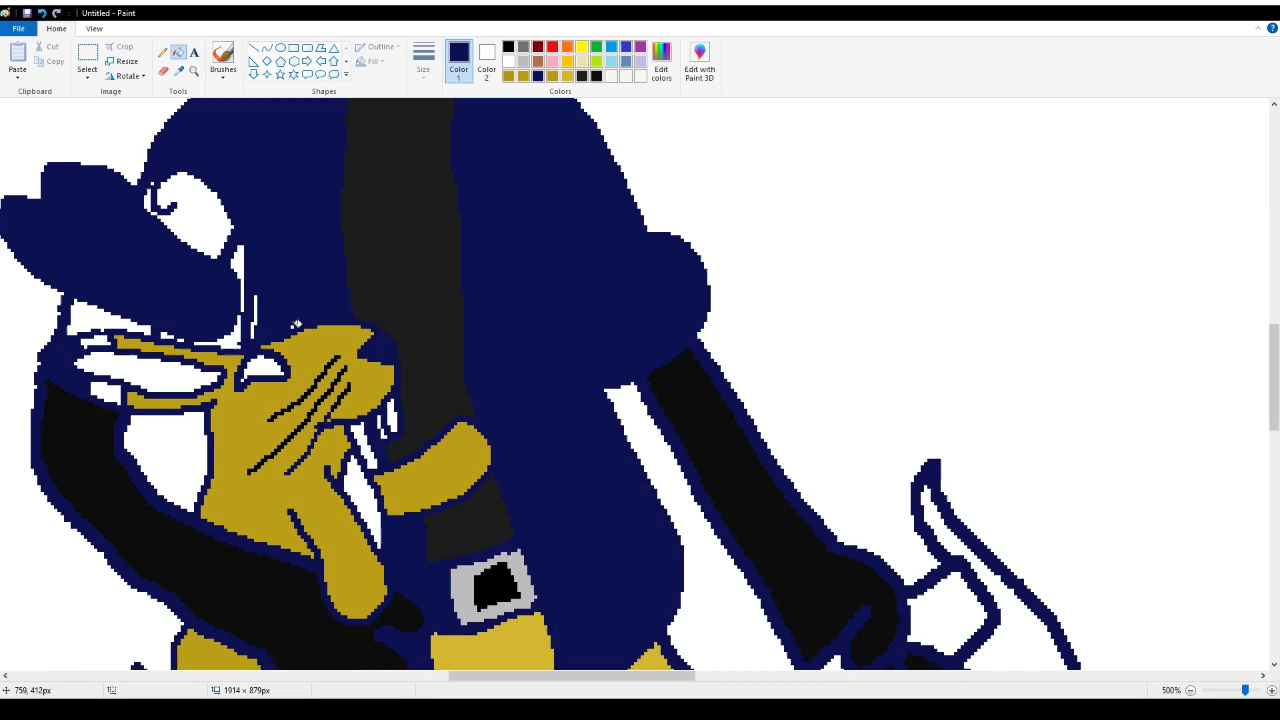 Untitled - Paint
File Home View
Paste
Cut
Copy
Clipboard
Select
Crop
Resize
Rotate
Image
Tools
Brushes
Outline
Fill
Shapes
Size
Color 1
Color 2
Edit colors
Colors
Edit with Paint 3D
759, 412px
1914 × 879px
500%